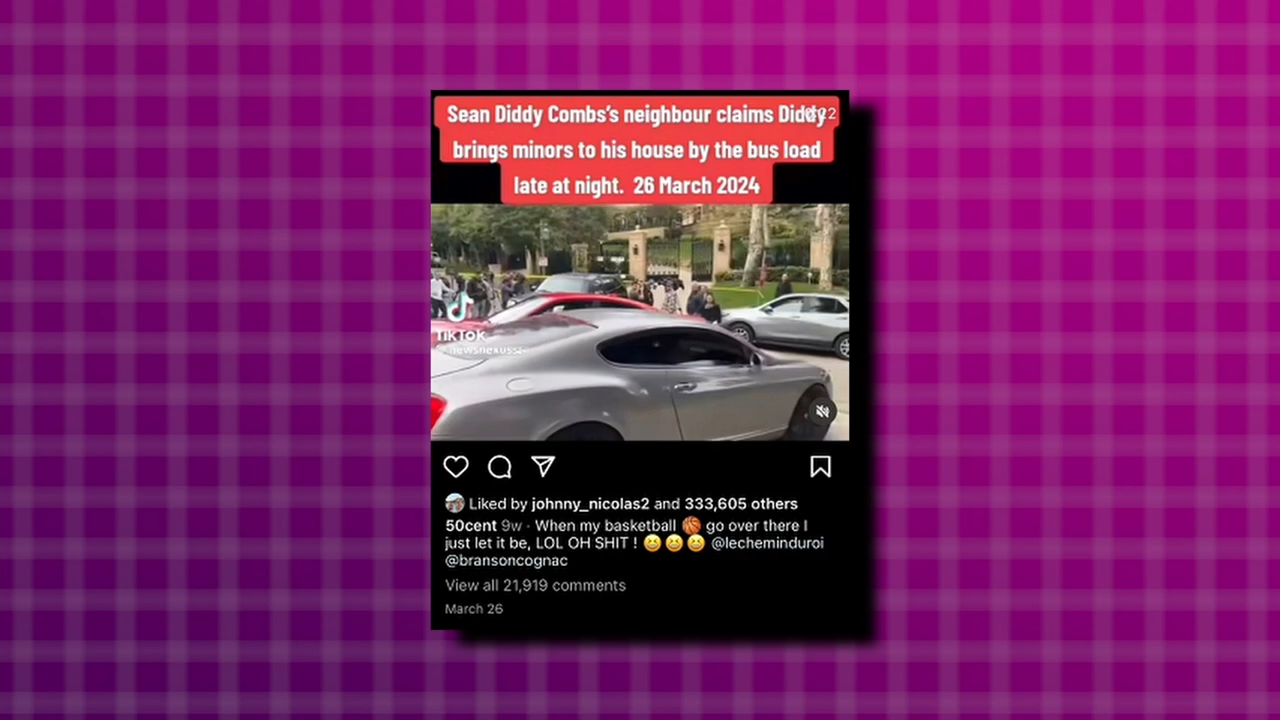 Sean Diddy Combs's neighbour claims Diddy
brings minors to his house by the bus load
late at night. 26 March 2024
TikTok
Liked by johnny_nicolas2 and 333,605 others
50cent 9w · When my basketball 🏀 go over there I
just let it be, LOL OH SHIT ! 😆😆😆 @lecheminduroi
@bransoncognac
View all 21,919 comments
March 26